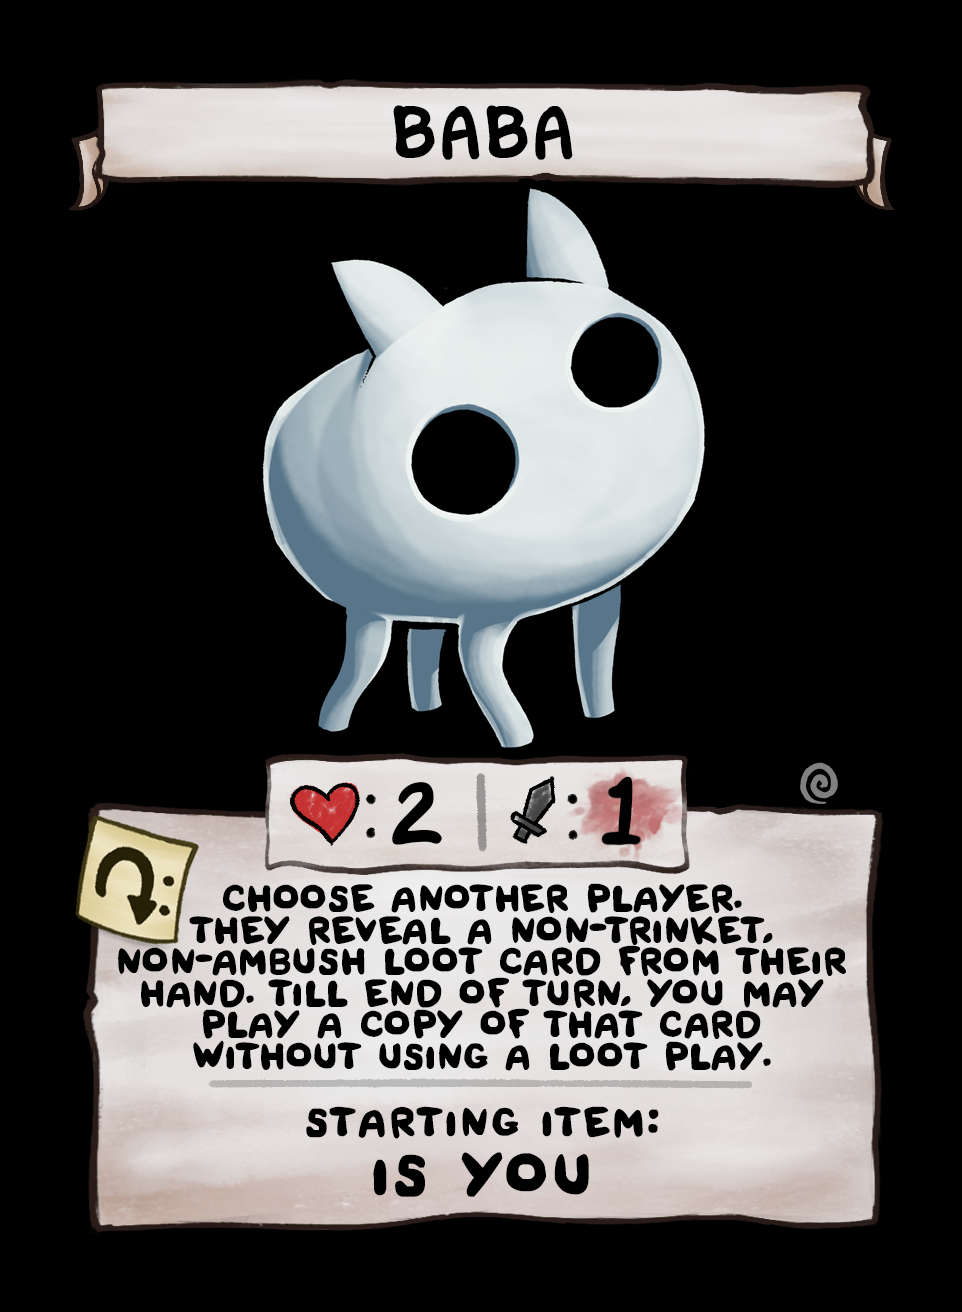 BABA
: 2 | : 1
CHOOSE ANOTHER PLAYER.
THEY REVEAL A NON-TRINKET,
NON-AMBUSH LOOT CARD FROM THEIR
HAND. TILL END OF TURN, YOU MAY
PLAY A COPY OF THAT CARD
WITHOUT USING A LOOT PLAY.
STARTING ITEM:
IS YOU